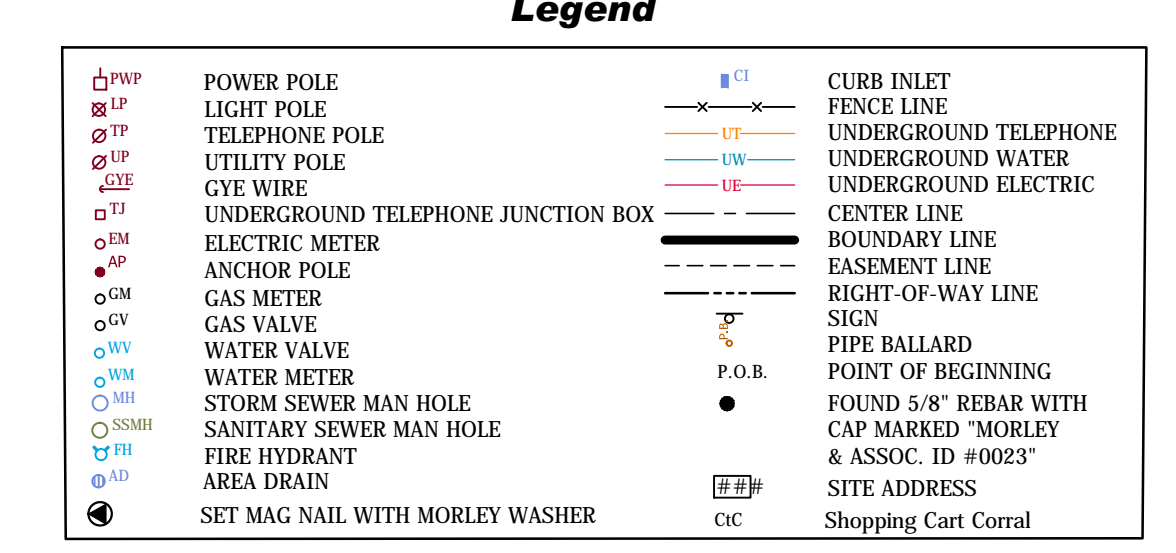 Legend
PWP POWER POLE
LP LIGHT POLE
TP TELEPHONE POLE
UP UTILITY POLE
GYE GYE WIRE
TJ UNDERGROUND TELEPHONE JUNCTION BOX
EM ELECTRIC METER
AP ANCHOR POLE
GM GAS METER
GV GAS VALVE
WV WATER VALVE
WM WATER METER
MH STORM SEWER MAN HOLE
SSMH SANITARY SEWER MAN HOLE
FH FIRE HYDRANT
AD AREA DRAIN
SET MAG NAIL WITH MORLEY WASHER
CI CURB INLET
FENCE LINE
UT UNDERGROUND TELEPHONE
UW UNDERGROUND WATER
UE UNDERGROUND ELECTRIC
CENTER LINE
BOUNDARY LINE
EASEMENT LINE
RIGHT-OF-WAY LINE
SIGN
P.B PIPE BALLARD
P.O.B. POINT OF BEGINNING
FOUND 5/8" REBAR WITH
CAP MARKED "MORLEY
& ASSOC. ID #0023"
### SITE ADDRESS
CtC Shopping Cart Corral